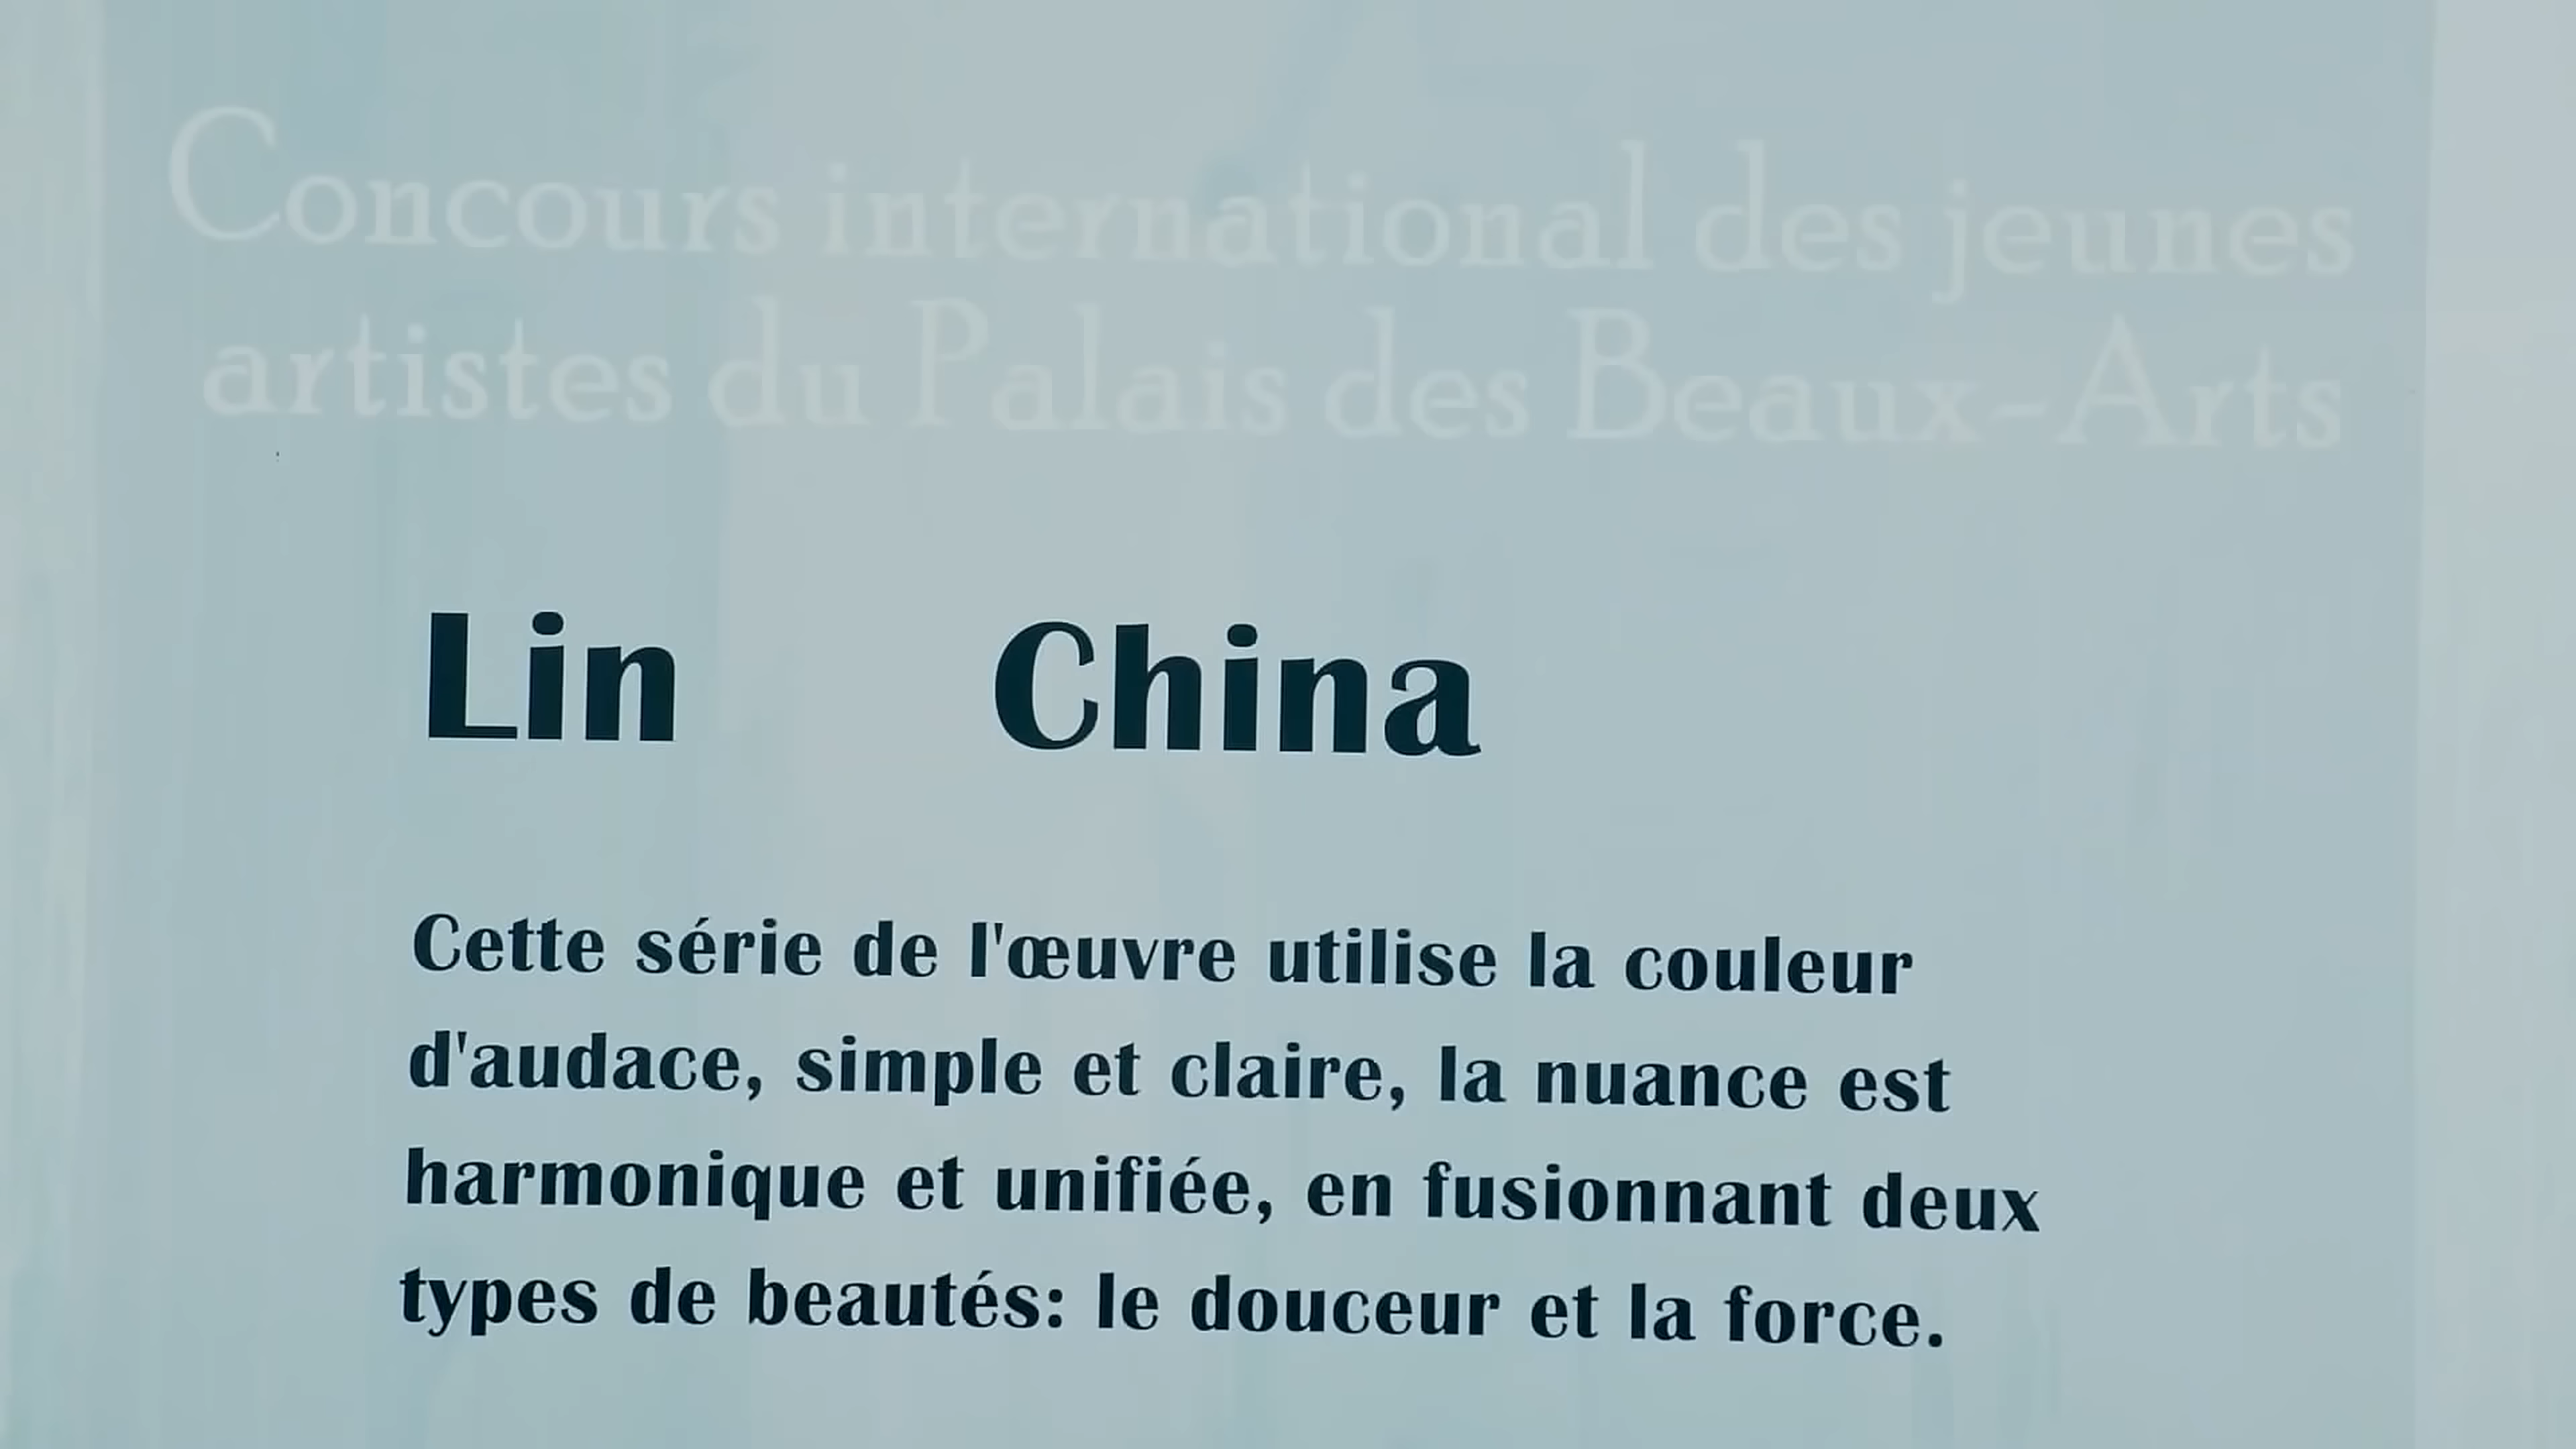 Concours international des jeunes
artistes du Palais des Beaux-Arts
Lin China
Cette série de l'œuvre utilise la couleur
d'audace, simple et claire, la nuance est
harmonique et unifiée, en fusionnant deux
types de beautés: le douceur et la force.